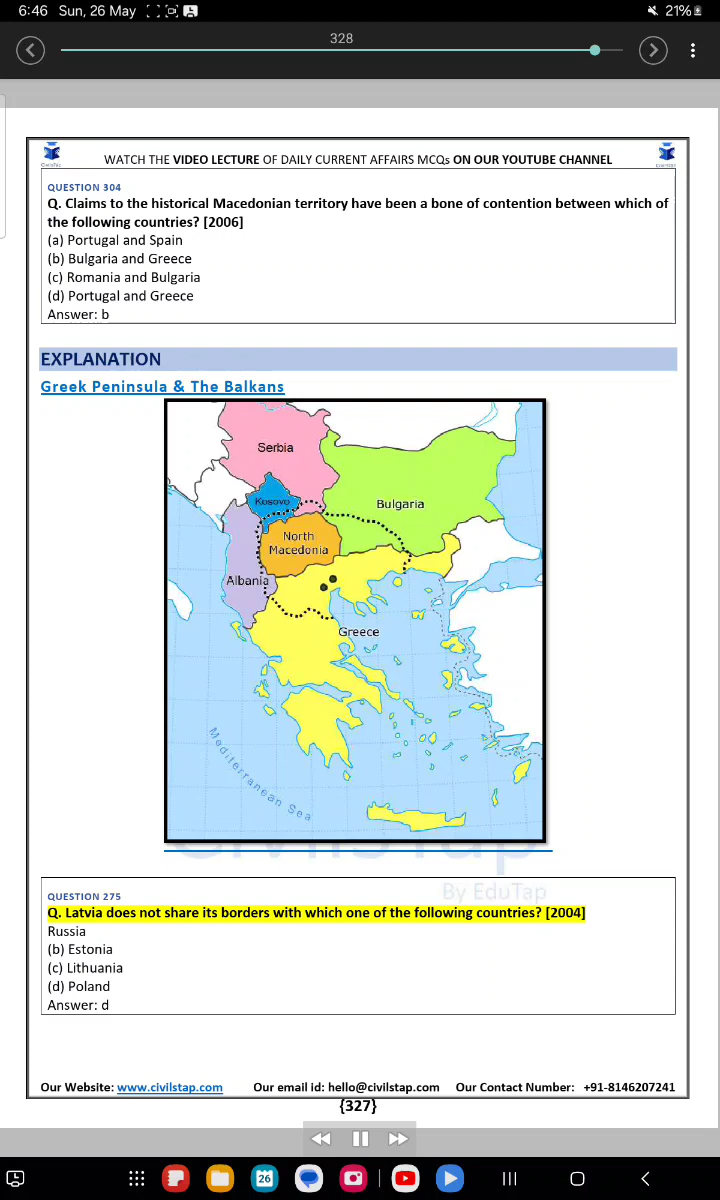 6:46 Sun, 26 May
21%
328
WATCH THE VIDEO LECTURE OF DAILY CURRENT AFFAIRS MCQs ON OUR YOUTUBE CHANNEL
QUESTION 304
Q. Claims to the historical Macedonian territory have been a bone of contention between which of
the following countries? [2006]
(a) Portugal and Spain
(b) Bulgaria and Greece
(c) Romania and Bulgaria
(d) Portugal and Greece
Answer: b
EXPLANATION
Greek Peninsula & The Balkans
Serbia
Kosovo
Bulgaria
North
Macedonia
Albania
Greece
Mediterranean Sea
By EduTap
QUESTION 275
Q. Latvia does not share its borders with which one of the following countries? [2004]
Russia
(b) Estonia
(c) Lithuania
(d) Poland
Answer: d
Our Website: www.civilstap.com Our email id: hello@civilstap.com Our Contact Number: +91-8146207241
{327}
26